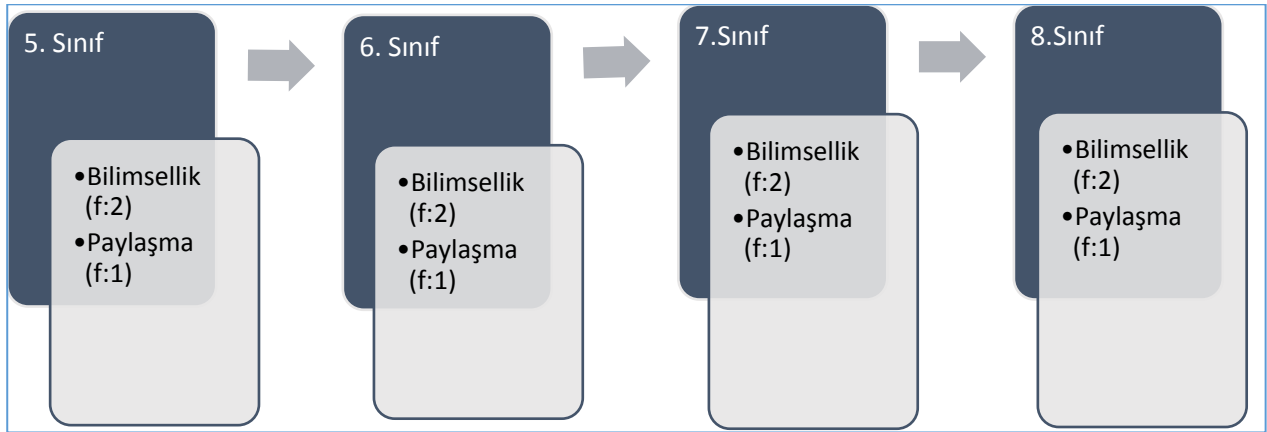 5. Sınıf
•Bilimsellik
(f:2)
•Paylaşma
(f:1)
6. Sınıf
•Bilimsellik
(f:2)
•Paylaşma
(f:1)
7.Sınıf
•Bilimsellik
(f:2)
•Paylaşma
(f:1)
8.Sınıf
•Bilimsellik
(f:2)
•Paylaşma
(f:1)